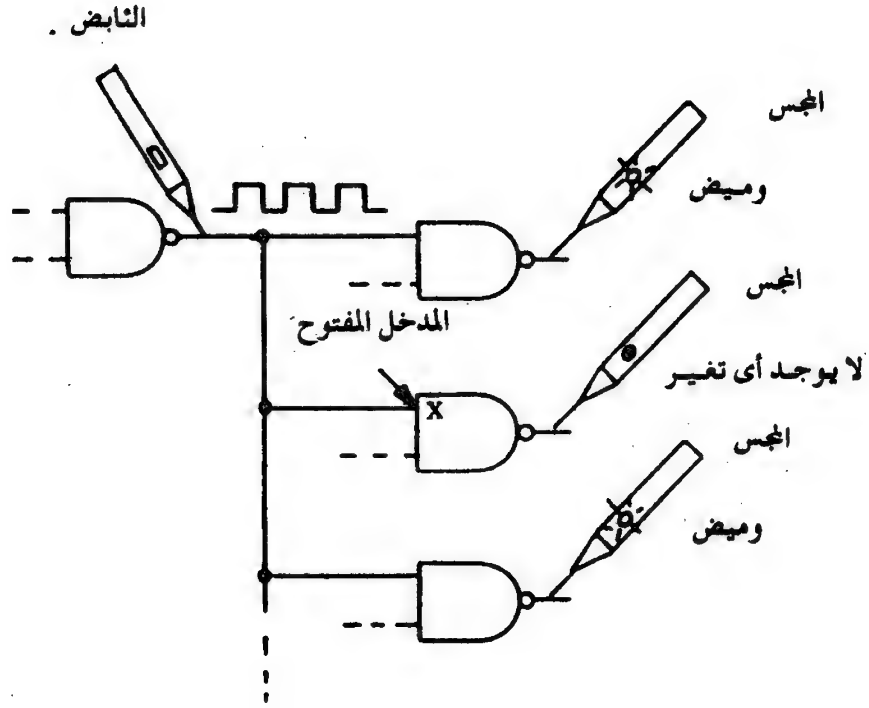 النابض .
المجس
وميض
المجس
المدخل المفتوح
لا يوجد أى تغيير
X
المجس
وميض